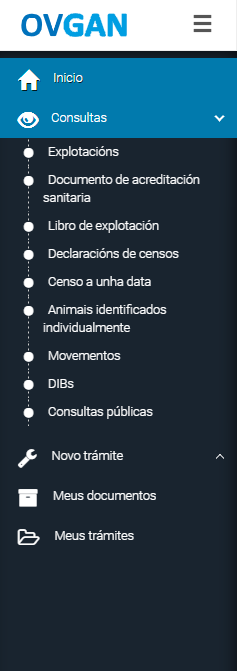 OVGAN
Inicio
Consultas
Explotacións
Documento de acreditación
sanitaria
Libro de explotación
Declaracións de censos
Censo a unha data
Animais identificados
individualmente
Movementos
DIBs
Consultas públicas
Novo trámite
Meus documentos
Meus trámites